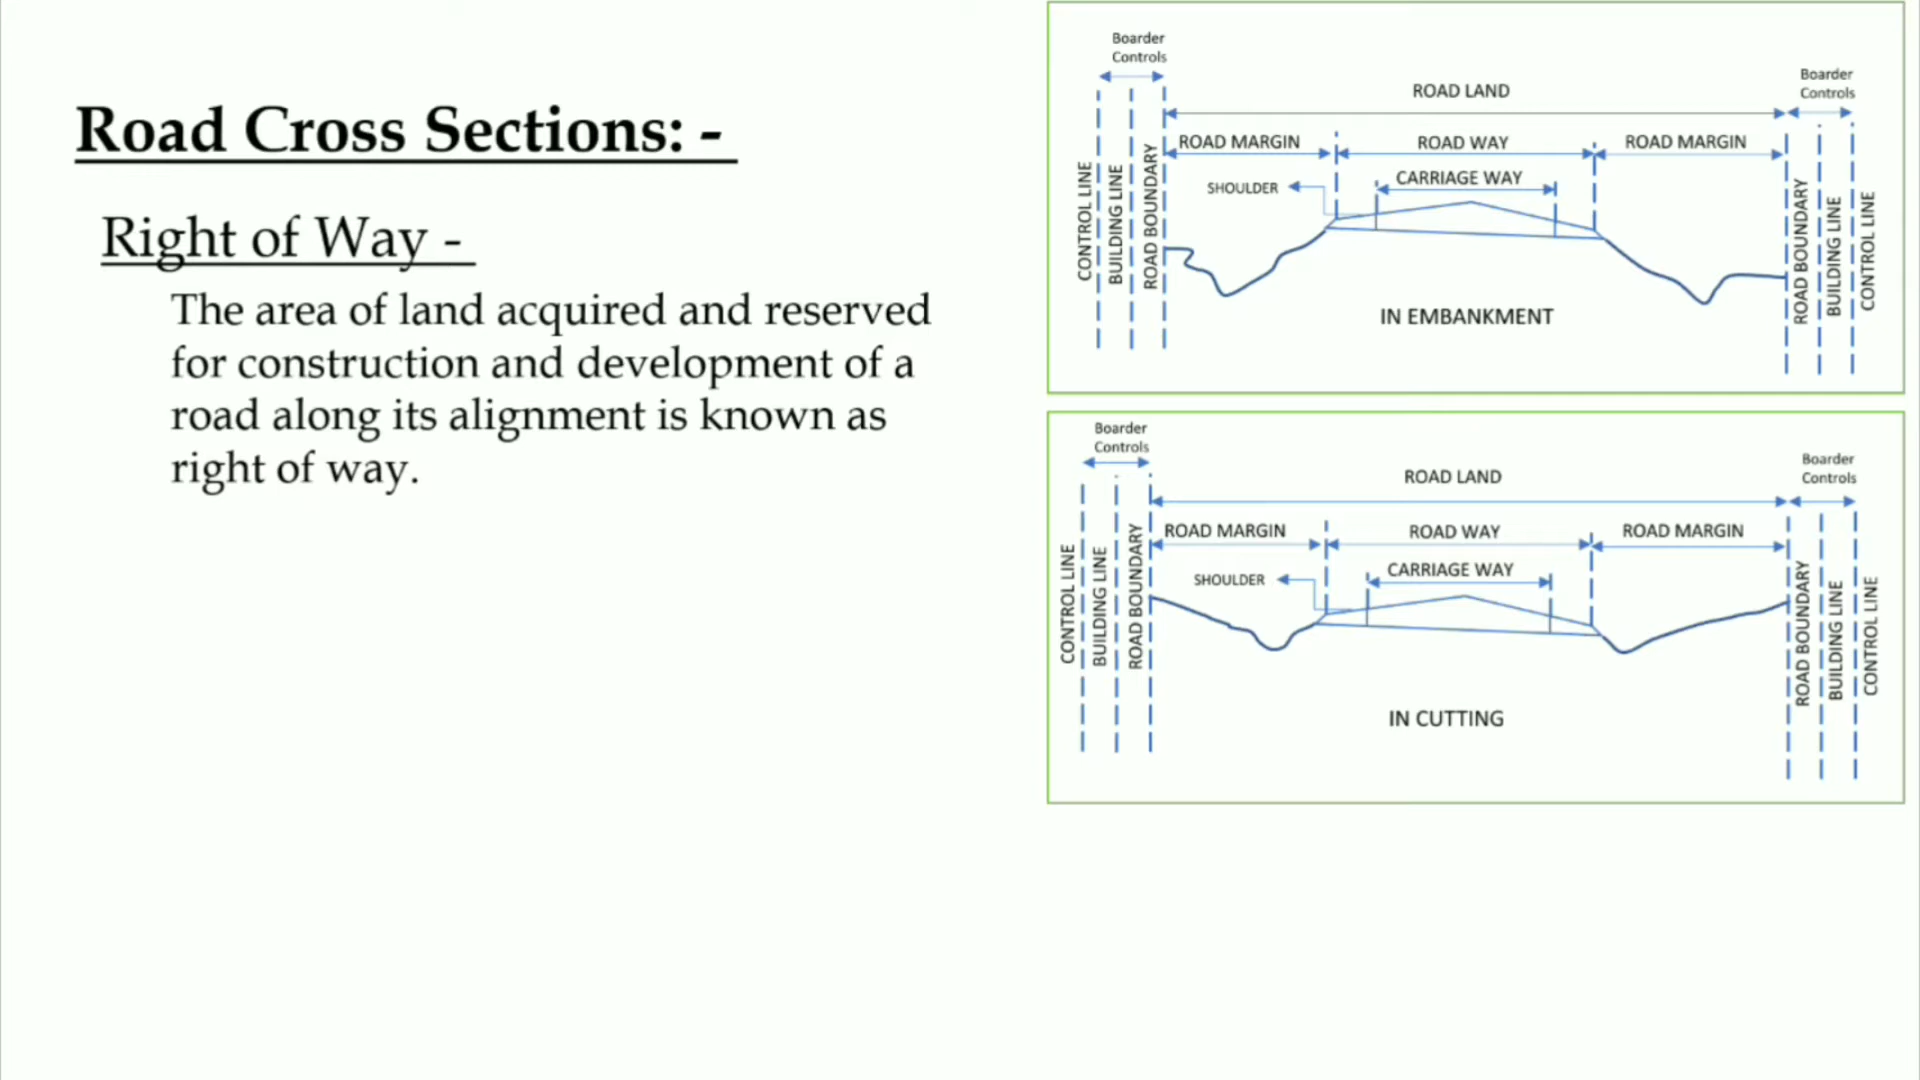 Road Cross Sections: -
Right of Way -
The area of land acquired and reserved
for construction and development of a
road along its alignment is known as
right of way.
Boarder
Controls
Boarder
Controls
ROAD LAND
ROAD MARGIN
ROAD WAY
ROAD MARGIN
CARRIAGE WAY
SHOULDER
CONTROL LINE
BUILDING LINE
ROAD BOUNDARY
ROAD BOUNDARY
BUILDING LINE
CONTROL LINE
IN EMBANKMENT
Boarder
Controls
Boarder
Controls
ROAD LAND
ROAD MARGIN
ROAD WAY
ROAD MARGIN
CARRIAGE WAY
SHOULDER
CONTROL LINE
BUILDING LINE
ROAD BOUNDARY
ROAD BOUNDARY
BUILDING LINE
CONTROL LINE
IN CUTTING